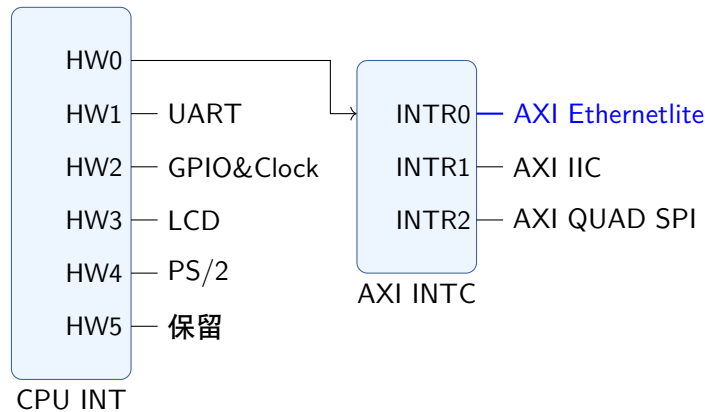 HW0
HW1 UART
HW2 GPIO&Clock
HW3 LCD
HW4 PS/2
HW5 保留
CPU INT
INTR0 AXI Ethernetlite
INTR1 AXI IIC
INTR2 AXI QUAD SPI
AXI INTC